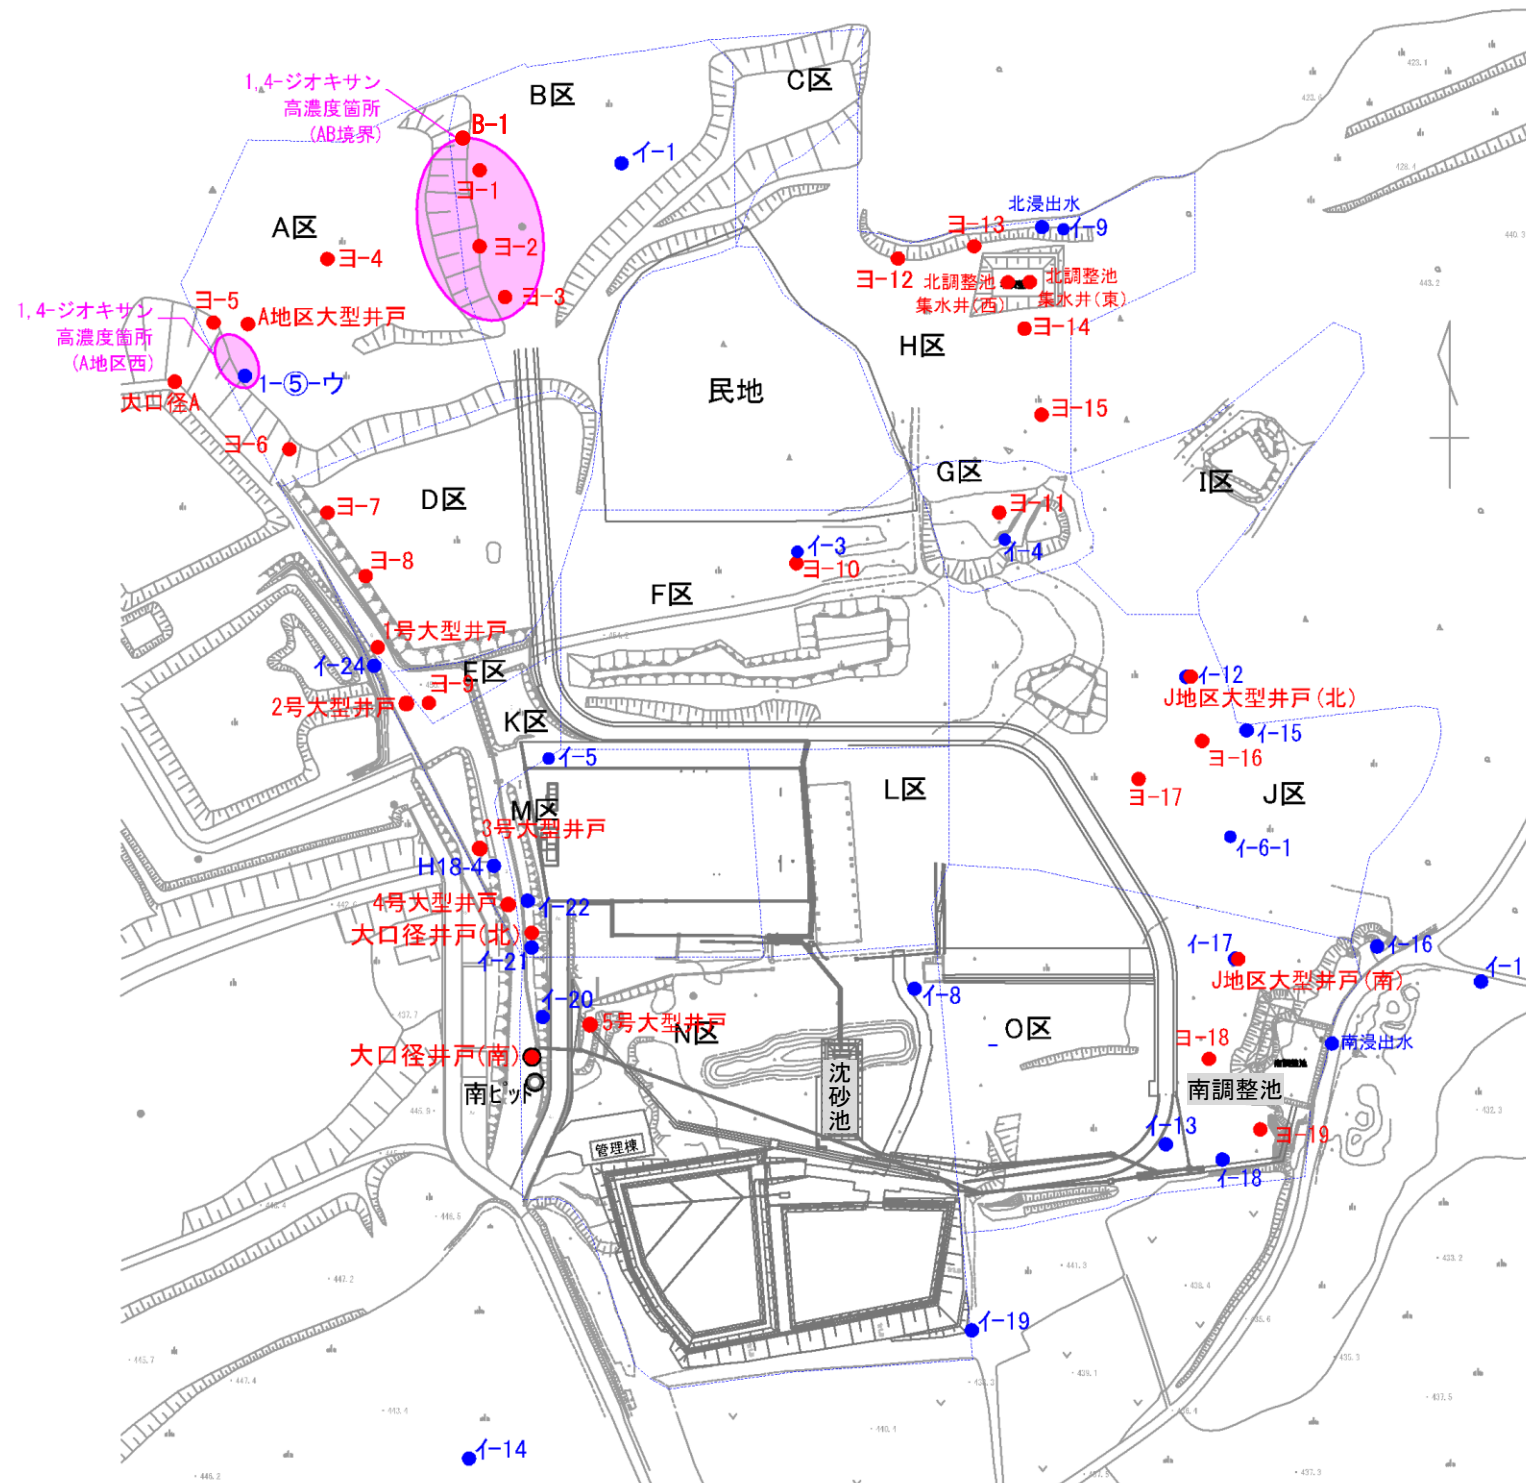 C区
1,4-ジオキサン
高濃度箇所
(AB境界)
B区
B-1
イ-1
ヨ-1
A区
北浸出水
イ-9
ヨ-13
ヨ-2
ヨ-4
ヨ-12
北調整池
集水井(西)
北調整池
集水井(東)
ヨ-3
1,4-ジオキサン
高濃度箇所
(A地区西)
ヨ-5
A地区大型井戸
ヨ-14
H区
1-⑤-ウ
大口径A
民地
ヨ-15
ヨ-6
G区
I区
D区
ヨ-7
ヨ-11
イ-3
イ-4
ヨ-10
ヨ-8
F区
1号大型井戸
イ-24
E区
イ-12
J地区大型井戸(北)
ヨ-9
2号大型井戸
K区
イ-15
ヨ-16
イ-5
L区
ヨ-17
J区
M区
3号大型井戸
イ-6-1
H18-4
4号大型井戸
イ-22
大口径井戸(北)
イ-21
イ-17
イ-16
J地区大型井戸(南)
イ-1
イ-8
イ-20
5号大型井戸
N区
O区
ヨ-18
南浸出水
大口径井戸(南)
南ピット
沈砂池
南調整池
ヨ-19
イ-13
管理棟
イ-18
イ-19
イ-14